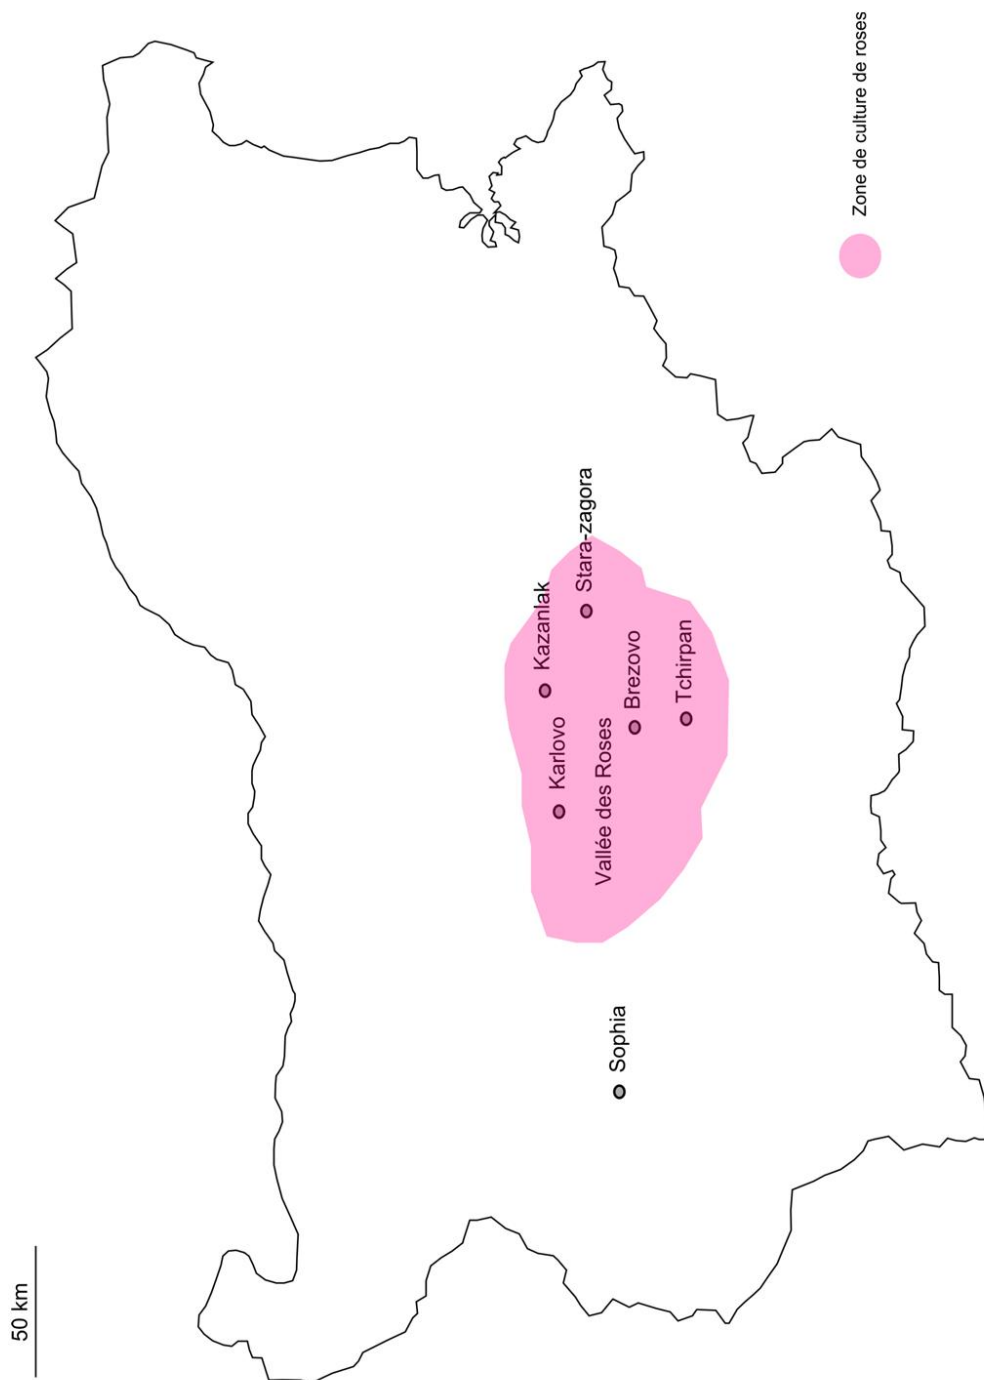 50 km
Kazanlak
Karlovo
Stara-zagora
Vallée des Roses
Sophia
Brezovo
Tchirpan
Zone de culture de roses